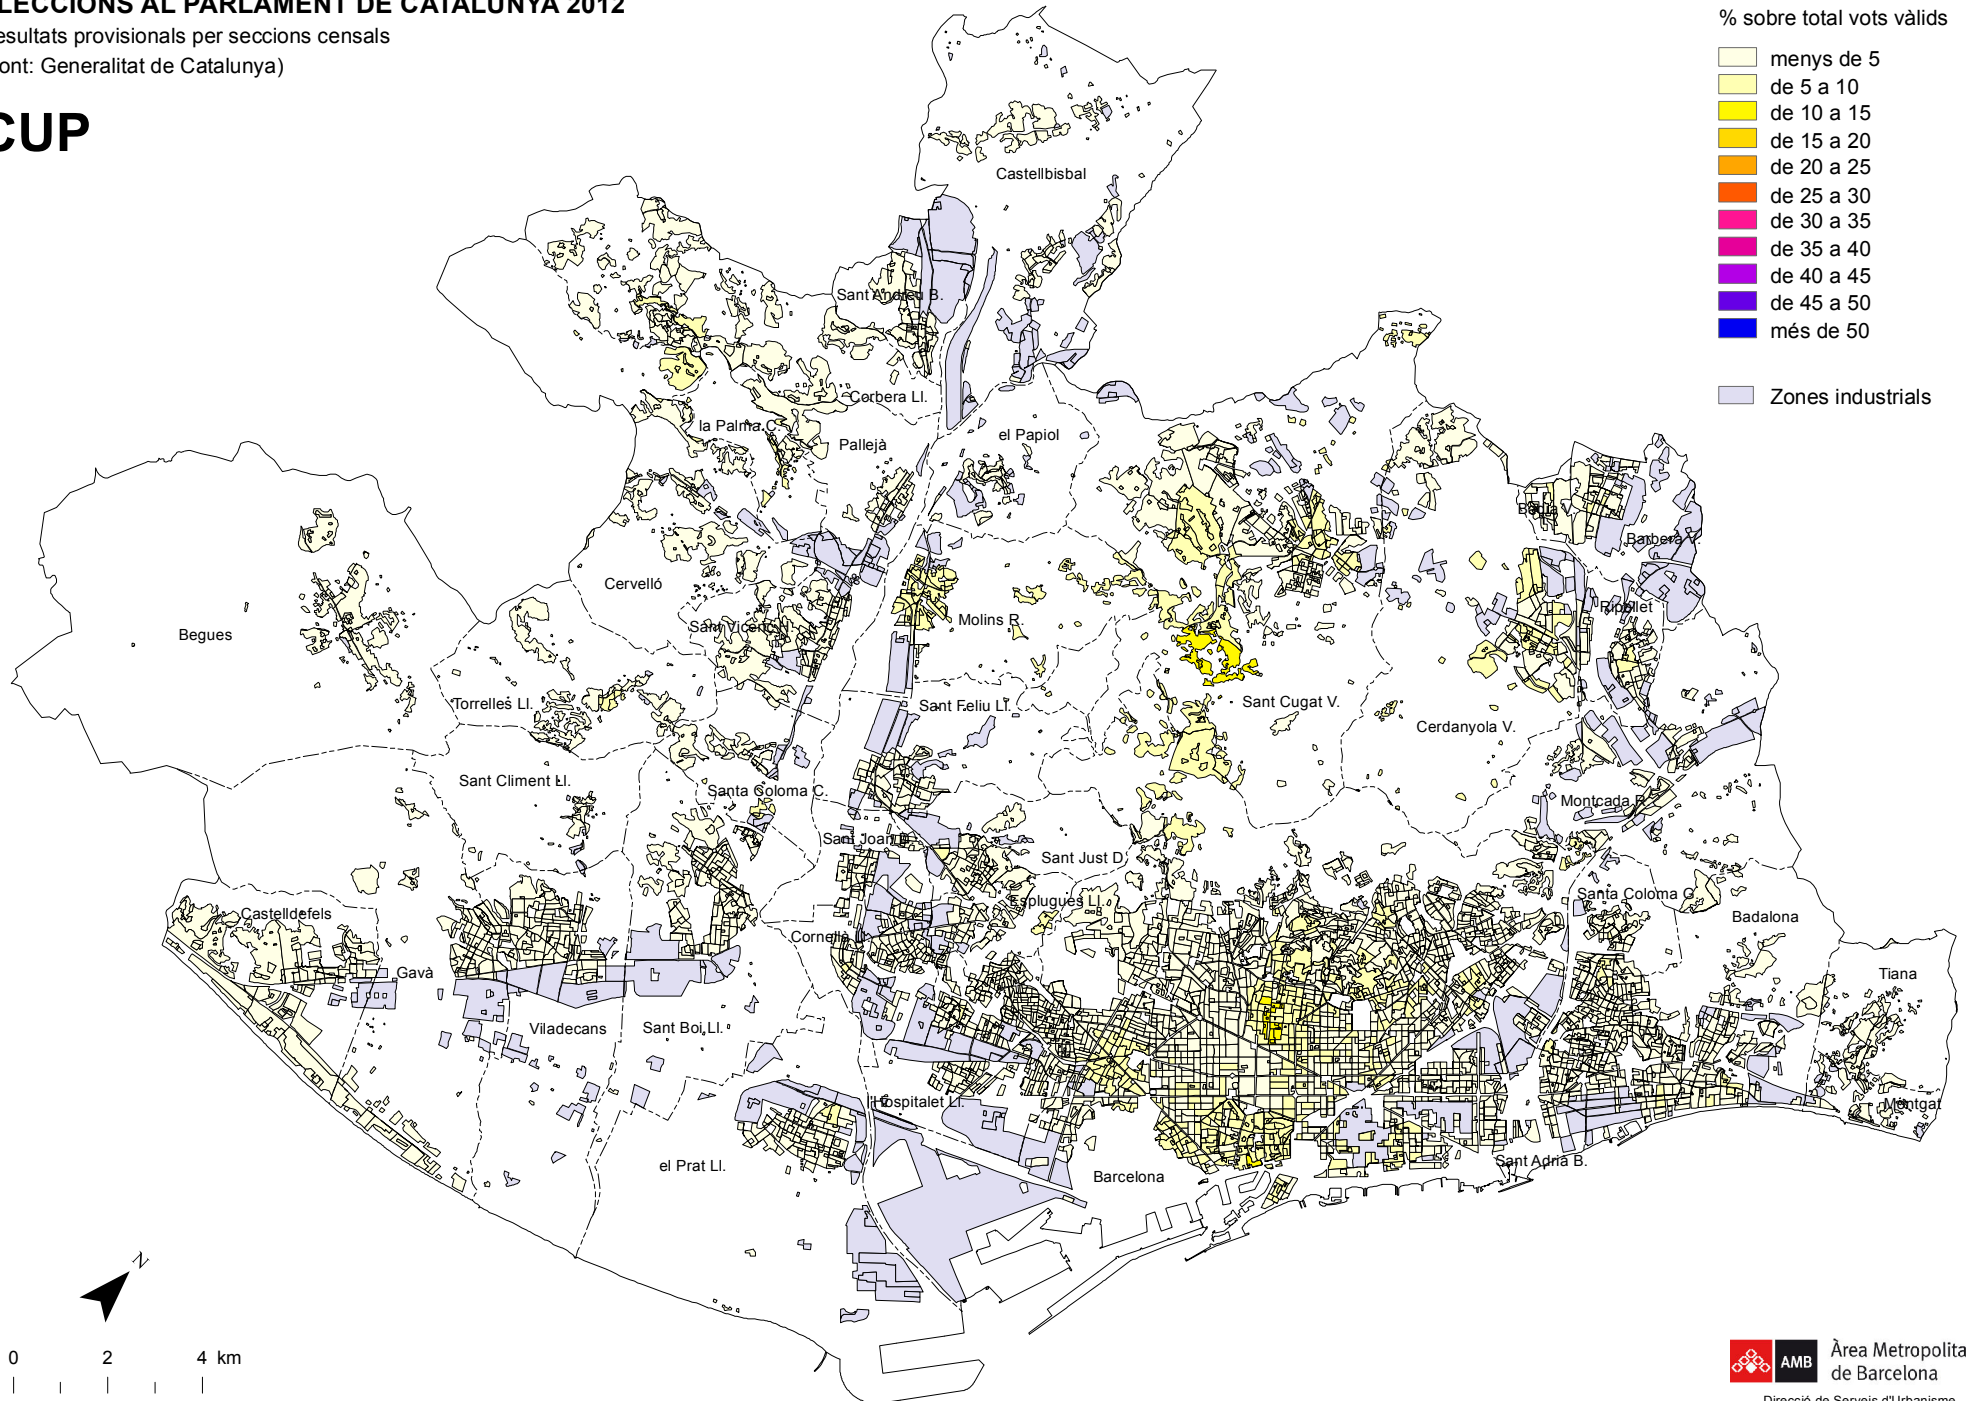 LECCIONS AL PARLAMENT DE CATALUNYA 2012
esultats provisionals per seccions censals
ont: Generalitat de Catalunya)
CUP
% sobre total vots vàlids
menys de 5
de 5 a 10
de 10 a 15
de 15 a 20
de 20 a 25
de 25 a 30
de 30 a 35
de 35 a 40
de 40 a 45
de 45 a 50
més de 50
Zones industrials
Castellbisbal
Sant Andreu B.
Corbera Ll.
la Palma C.
Pallejà
el Papiol
Badia V.
Barberà V.
Cervelló
Begues
Sant Vicenç
Molins R.
Ripollet
Torrelles Ll.
Sant Feliu Ll.
Sant Cugat V.
Cerdanyola V.
Sant Climent Ll.
Santa Coloma C.
Montcada R.
Sant Joan D.
Sant Just D.
Esplugues Ll.
Santa Coloma G.
Badalona
Castelldefels
Cornellà Ll.
Gavà
Tiana
Viladecans
Sant Boi Ll.
l'Hospitalet Ll.
Montgat
el Prat Ll.
Barcelona
Sant Adrià B.
N
0 2 4 km
AMB
Àrea Metropolita
de Barcelona
Direcció de Serveis d'Urbanisme